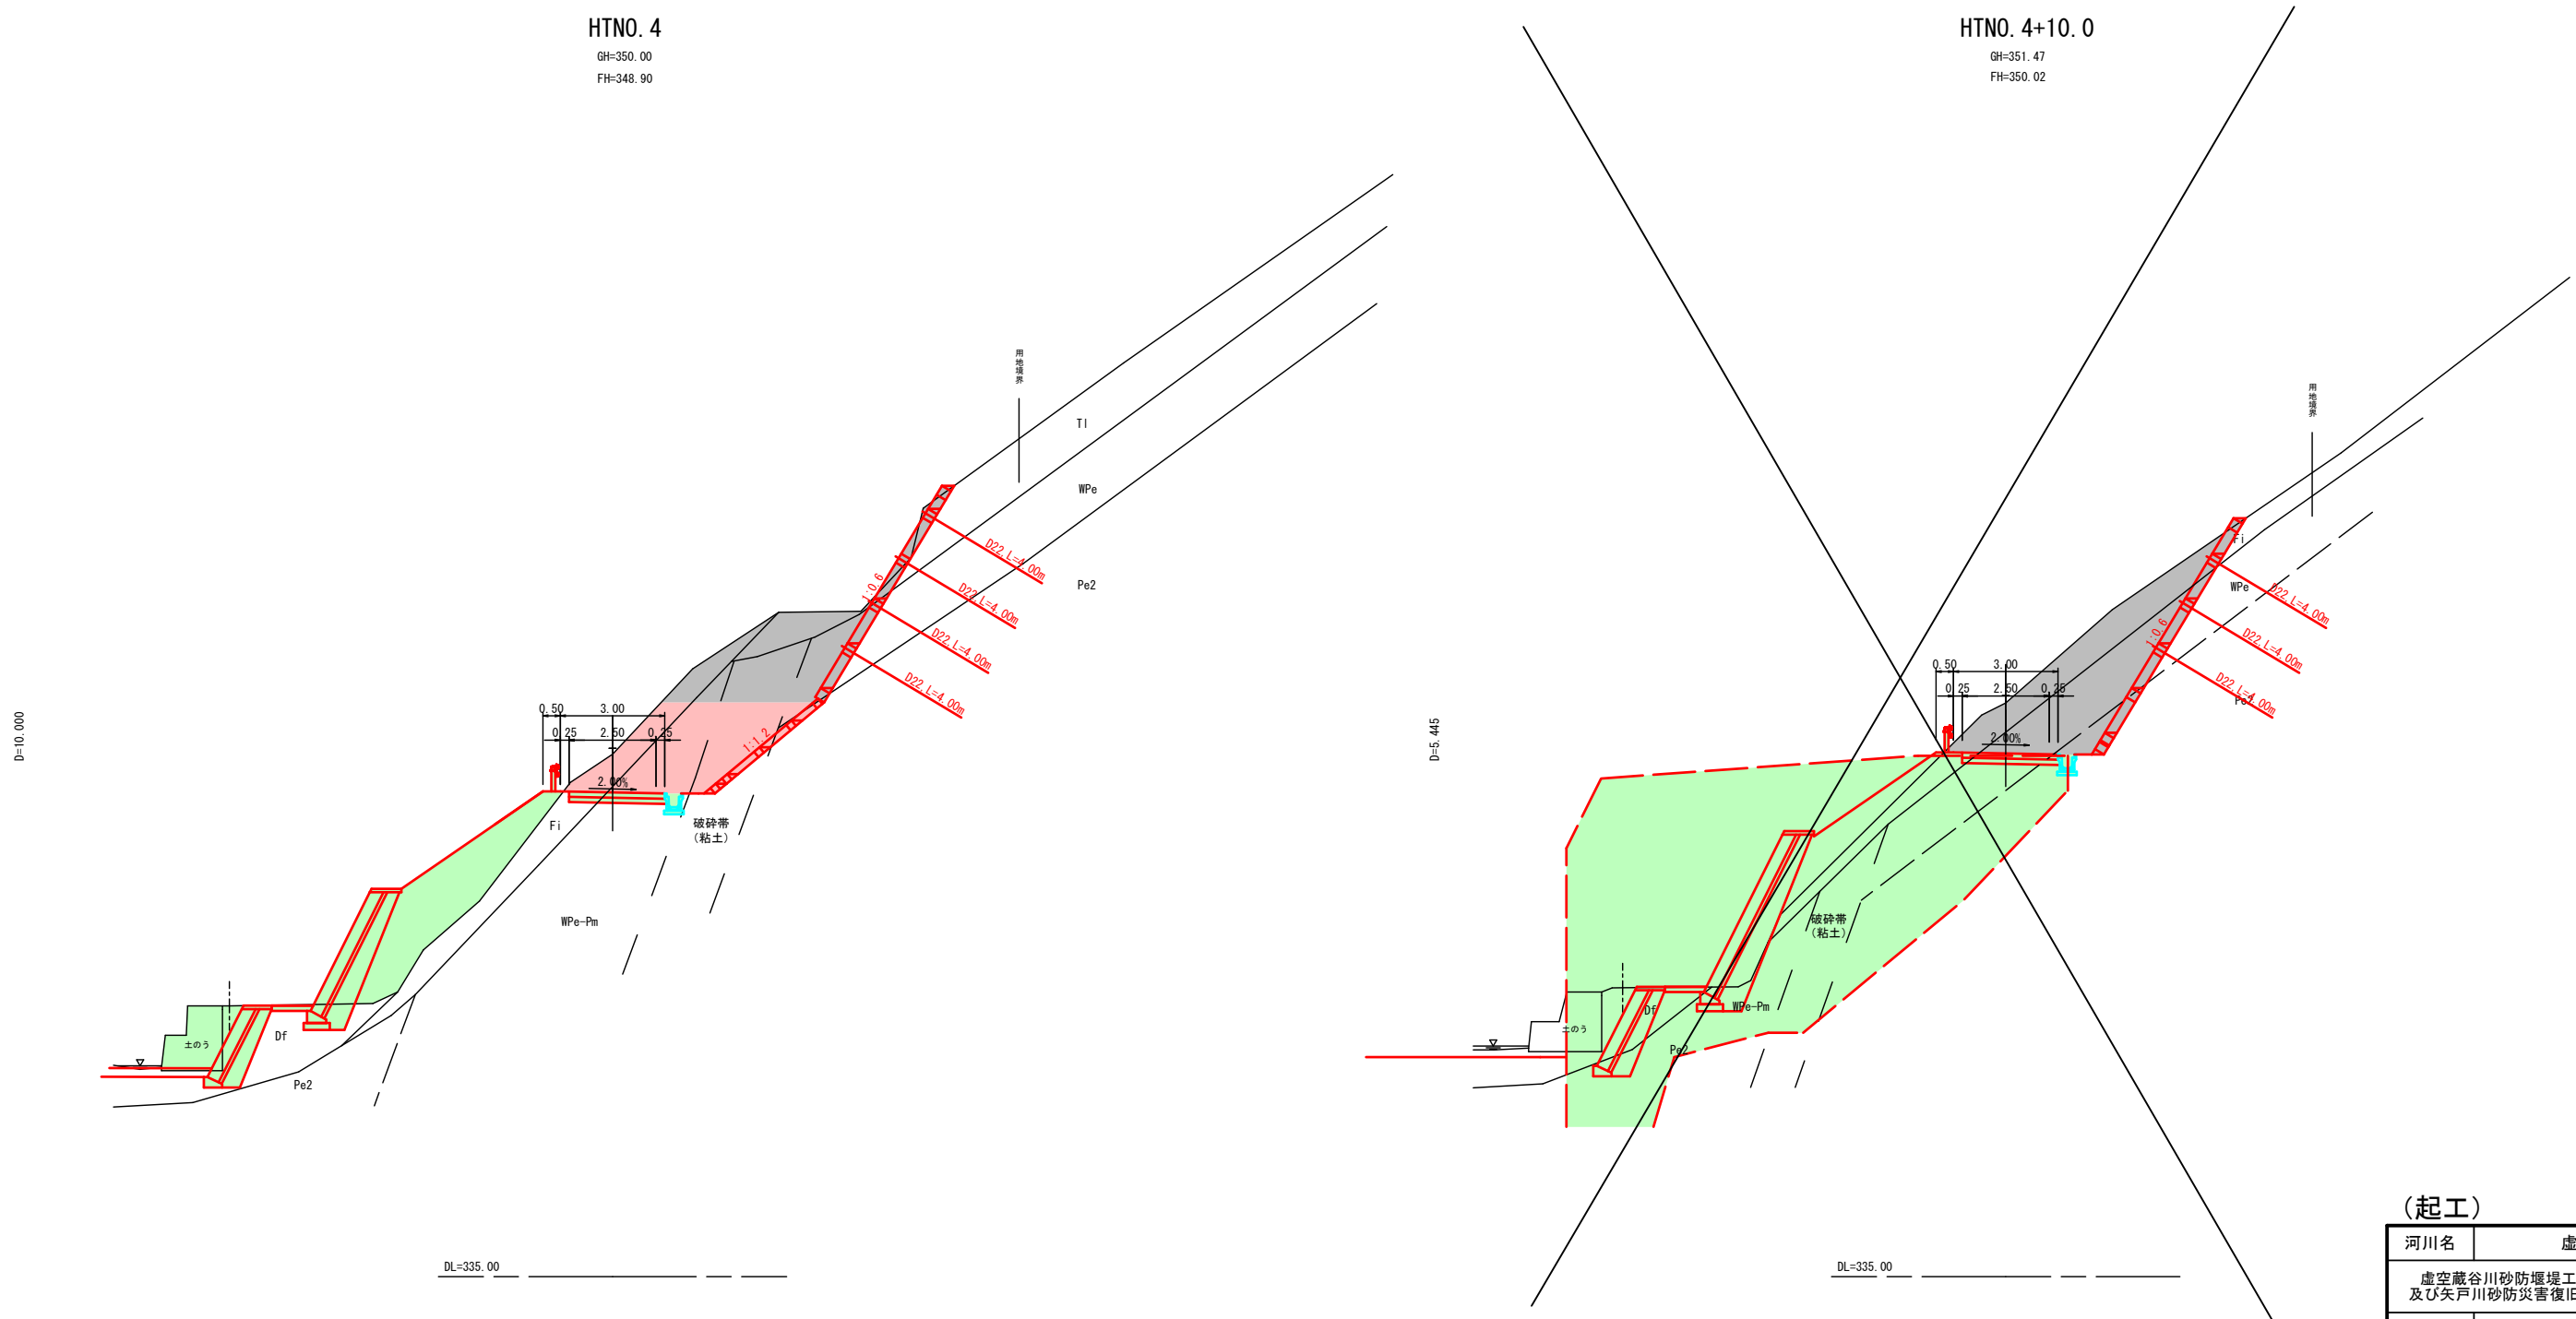 HTNO.4
GH=350.00
FH=348.90
D=10.000
用地境界
Tl
WPe
Pe2
D22,L=4.00m
D22,L=4.00m
D22,L=4.00m
D22,L=4.00m
1:0.6
1:1.2
0.50 3.00
0.25 2.50 0.25
2.00%
Fi
破砕帯
(粘土)
WPe-Pm
土のう
Df
Pe2
DL=335.00
HTNO.4+10.0
GH=351.47
FH=350.02
D=5.445
用地境界
Fi
WPe
D22,L=4.00m
D22,L=4.00m
D22,L=4.00m
1:0.6
0.50 3.00
0.25 2.50 0.25
2.00%
破砕帯
(粘土)
WPe-Pm
土のう
Df
Pe2
DL=335.00
(起工)
河川名
虚空蔵谷川砂防堰堤工
及び矢戸川砂防災害復旧